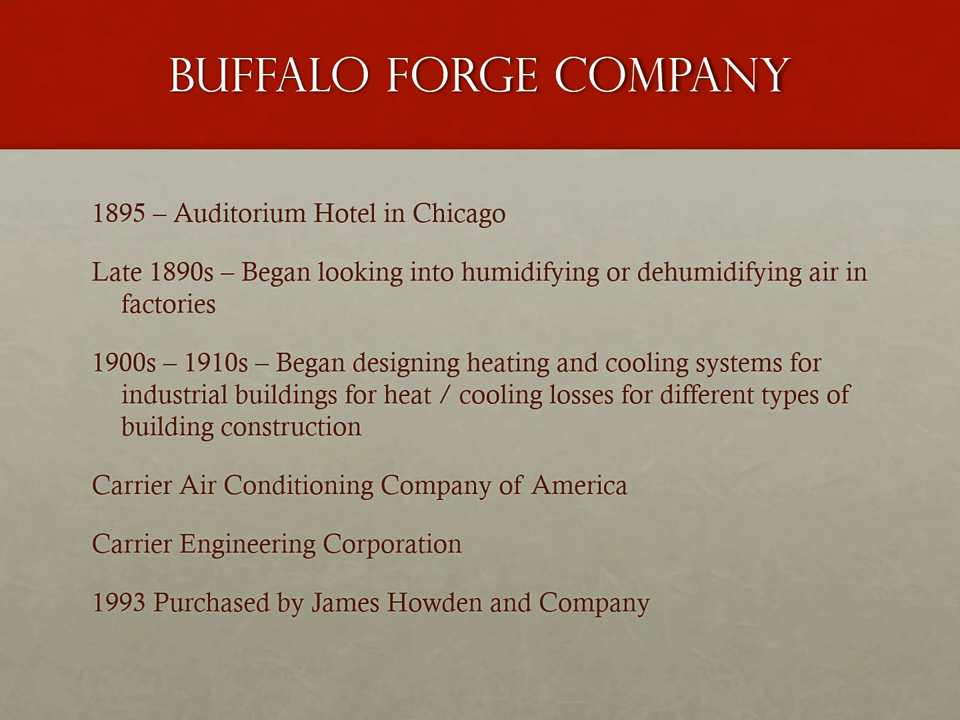 BUFFALO FORGE COMPANY
1895 – Auditorium Hotel in Chicago
Late 1890s – Began looking into humidifying or dehumidifying air in
factories
1900s – 1910s – Began designing heating and cooling systems for
industrial buildings for heat / cooling losses for different types of
building construction
Carrier Air Conditioning Company of America
Carrier Engineering Corporation
1993 Purchased by James Howden and Company